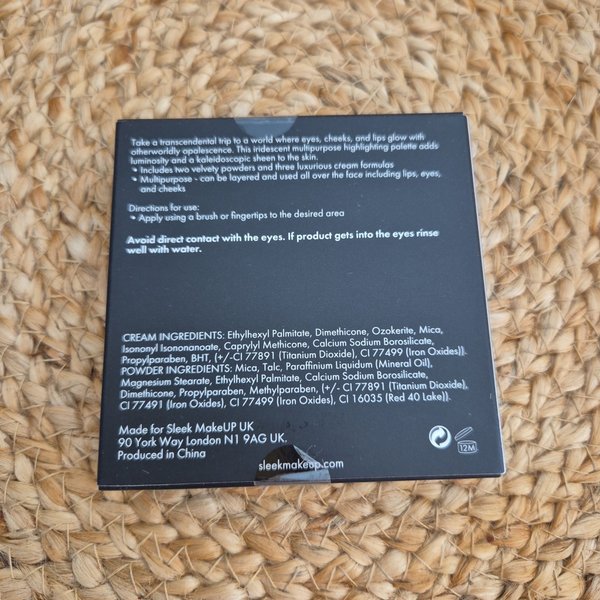 Take a transcendental trip to a world where eyes, cheeks, and lips glow with
otherworldly opalescence. This iridescent multipurpose highlighting palette adds
luminosity and a kaleidoscopic sheen to the skin.
• Includes two velvety powders and three luxurious cream formulas
• Multipurpose - can be layered and used all over the face including lips, eyes,
and cheeks
Directions for use:
• Apply using a brush or fingertips to the desired area
Avoid direct contact with the eyes. If product gets into the eyes rinse
well with water.
CREAM INGREDIENTS: Ethylhexyl Palmitate, Dimethicone, Ozokerite, Mica,
Isononyl Isononanoate, Caprylyl Methicone, Calcium Sodium Borosilicate,
Propylparaben, BHT, (+/-CI 77891 (Titanium Dioxide), CI 77499 (Iron Oxides)).
POWDER INGREDIENTS: Mica, Talc, Paraffinium Liquidum (Mineral Oil),
Magnesium Stearate, Ethylhexyl Palmitate, Calcium Sodium Borosilicate,
Dimethicone, Propylparaben, Methylparaben, (+/- CI 77891 (Titanium Dioxide),
CI 77491 (Iron Oxides), CI 77499 (Iron Oxides), CI 16035 (Red 40 Lake)).
Made for Sleek MakeUP UK
90 York Way London N1 9AG UK.
Produced in China
12M
sleekmakeup.com